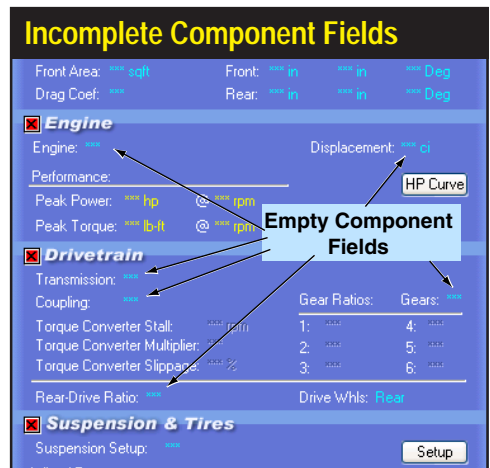 Incomplete Component Fields
Front Area: *** sqft Front: *** in *** in *** Deg
Drag Coef: *** Rear: *** in *** in *** Deg
Engine
Engine: *** Displacement: *** ci
Performance:
HP Curve
Peak Power: *** hp @ *** rpm
Peak Torque: *** lb-ft @ *** rpm
Empty Component
Fields
Drivetrain
Transmission: ***
Coupling: *** Gear Ratios: Gears: ***
Torque Converter Stall: *** rpm 1: *** 4: ***
Torque Converter Multiplier: *** 2: *** 5: ***
Torque Converter Slippage: *** % 3: *** 6: ***
Rear-Drive Ratio: *** Drive Whls: Rear
Suspension & Tires
Suspension Setup: *** Setup